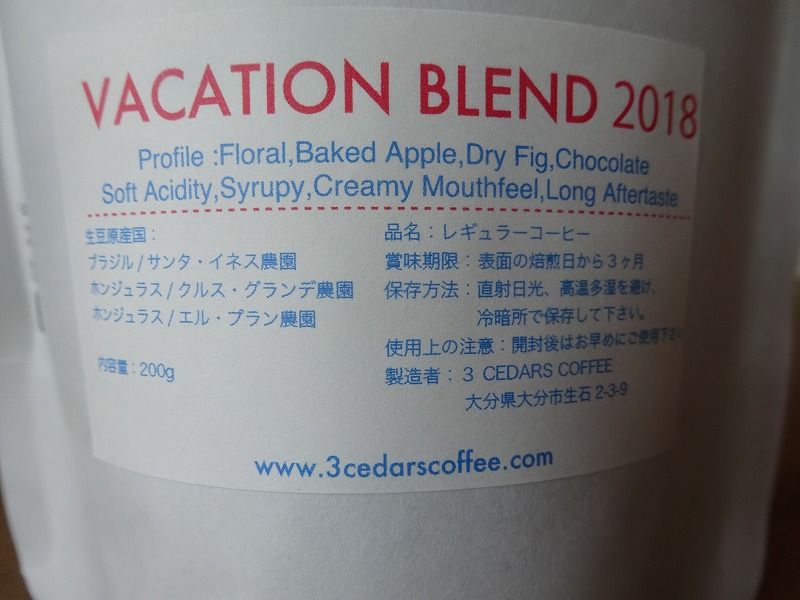 VACATION BLEND 2018
Profile :Floral,Baked Apple,Dry Fig,Chocolate
Soft Acidity,Syrupy,Creamy Mouthfeel,Long Aftertaste
生豆原産国：
ブラジル / サンタ・イネス農園
ホンジュラス / クルス・グランデ農園
ホンジュラス / エル・プラン農園
内容量：200g
品名：レギュラーコーヒー
賞味期限：表面の焙煎日から３ヶ月
保存方法：直射日光、高温多湿を避け、
冷暗所で保存して下さい。
使用上の注意：開封後はお早めにご使用下さい
製造者：３ CEDARS COFFEE
大分県大分市生石 2-3-9
www.3cedarscoffee.com